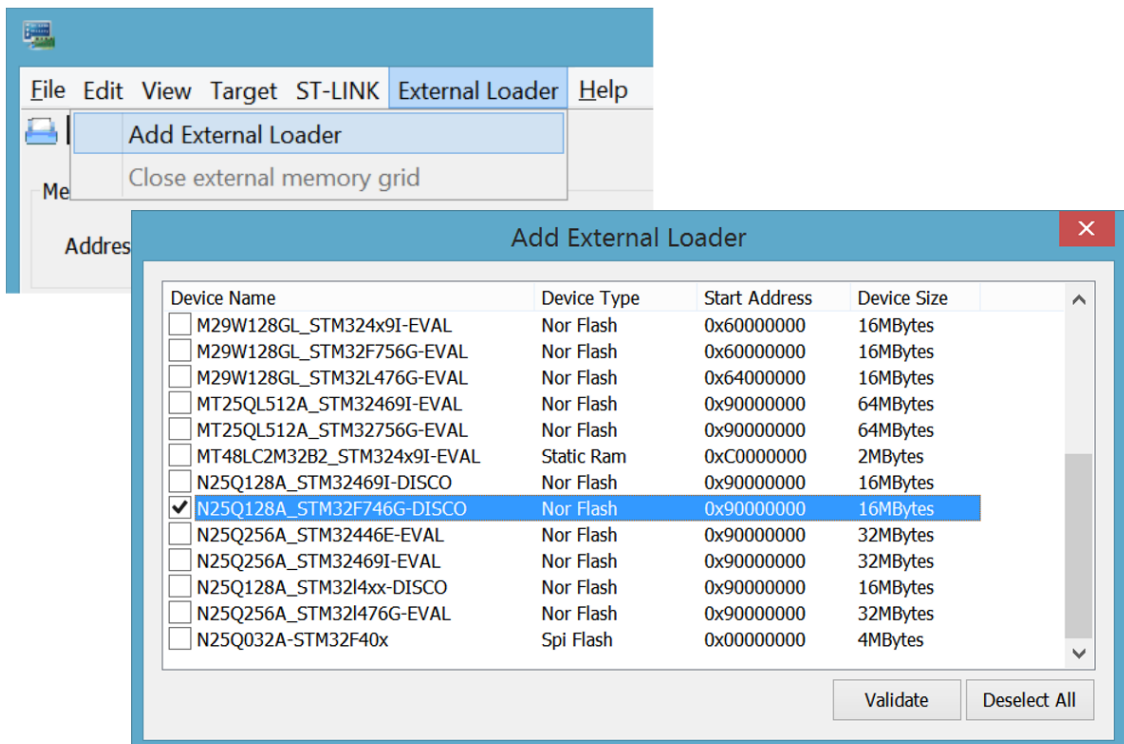 File Edit View Target ST-LINK External Loader Help
Add External Loader
Close external memory grid
Me
Addres
Add External Loader
Device Name Device Type Start Address Device Size
M29W128GL_STM324x9I-EVAL Nor Flash 0x60000000 16MBytes
M29W128GL_STM32F756G-EVAL Nor Flash 0x60000000 16MBytes
M29W128GL_STM32L476G-EVAL Nor Flash 0x64000000 16MBytes
MT25QL512A_STM32469I-EVAL Nor Flash 0x90000000 64MBytes
MT25QL512A_STM32756G-EVAL Nor Flash 0x90000000 64MBytes
MT48LC2M32B2_STM324x9I-EVAL Static Ram 0xC0000000 2MBytes
N25Q128A_STM32469I-DISCO Nor Flash 0x90000000 16MBytes
N25Q128A_STM32F746G-DISCO Nor Flash 0x90000000 16MBytes
N25Q256A_STM32446E-EVAL Nor Flash 0x90000000 32MBytes
N25Q256A_STM32469I-EVAL Nor Flash 0x90000000 32MBytes
N25Q128A_STM32l4xx-DISCO Nor Flash 0x90000000 16MBytes
N25Q256A_STM32l476G-EVAL Nor Flash 0x90000000 32MBytes
N25Q032A-STM32F40x Spi Flash 0x00000000 4MBytes
Validate Deselect All